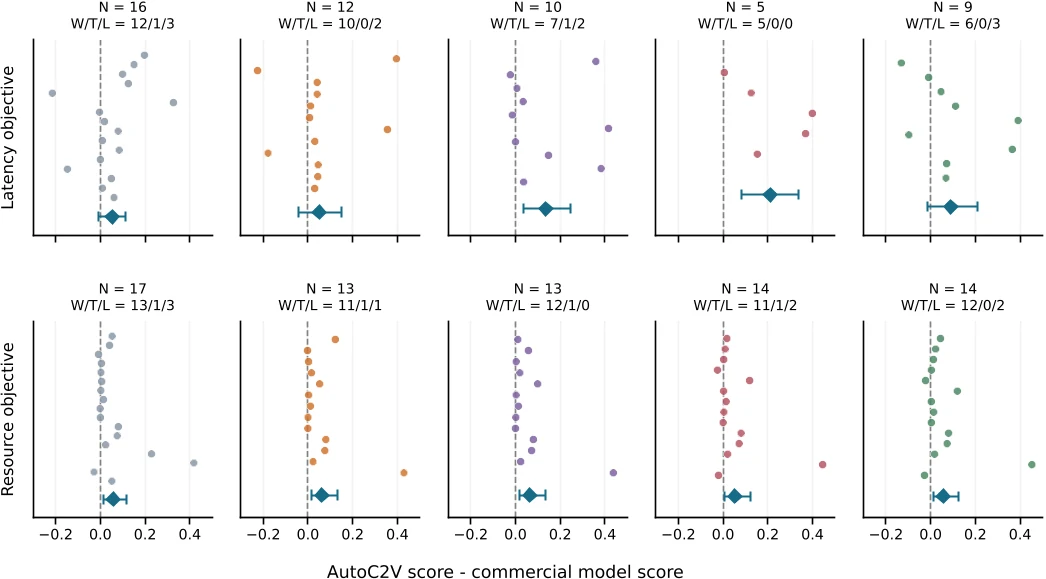 N = 16
W/T/L = 12/1/3
N = 12
W/T/L = 10/0/2
N = 10
W/T/L = 7/1/2
N = 5
W/T/L = 5/0/0
N = 9
W/T/L = 6/0/3
Latency objective
N = 17
W/T/L = 13/1/3
N = 13
W/T/L = 11/1/1
N = 13
W/T/L = 12/1/0
N = 14
W/T/L = 11/1/2
N = 14
W/T/L = 12/0/2
Resource objective
−0.2 0.0 0.2 0.4
−0.2 0.0 0.2 0.4
−0.2 0.0 0.2 0.4
−0.2 0.0 0.2 0.4
−0.2 0.0 0.2 0.4
AutoC2V score - commercial model score